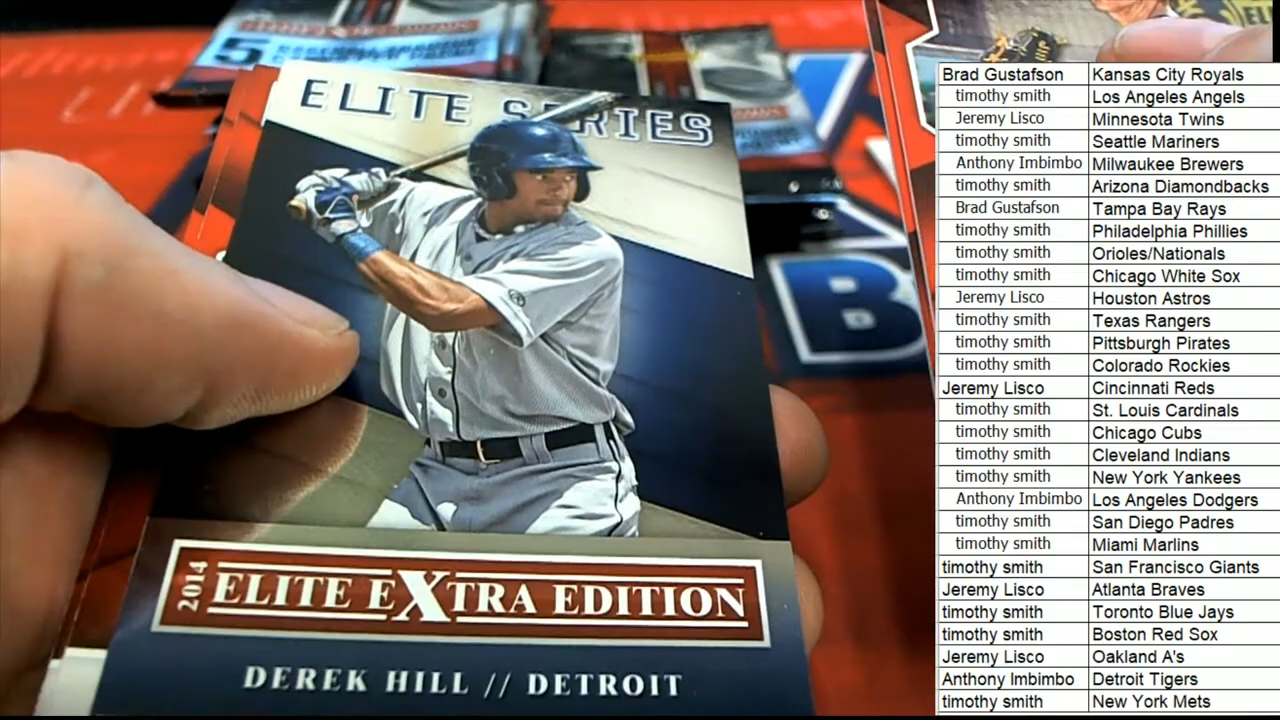 5
ELITE SERIES
B
2014 ELITE EXTRA EDITION
DEREK HILL // DETROIT
Brad Gustafson Kansas City Royals
timothy smith Los Angeles Angels
Jeremy Lisco Minnesota Twins
timothy smith Seattle Mariners
Anthony Imbimbo Milwaukee Brewers
timothy smith Arizona Diamondbacks
Brad Gustafson Tampa Bay Rays
timothy smith Philadelphia Phillies
timothy smith Orioles/Nationals
timothy smith Chicago White Sox
Jeremy Lisco Houston Astros
timothy smith Texas Rangers
timothy smith Pittsburgh Pirates
timothy smith Colorado Rockies
Jeremy Lisco Cincinnati Reds
timothy smith St. Louis Cardinals
timothy smith Chicago Cubs
timothy smith Cleveland Indians
timothy smith New York Yankees
Anthony Imbimbo Los Angeles Dodgers
timothy smith San Diego Padres
timothy smith Miami Marlins
timothy smith San Francisco Giants
Jeremy Lisco Atlanta Braves
timothy smith Toronto Blue Jays
timothy smith Boston Red Sox
Jeremy Lisco Oakland A's
Anthony Imbimbo Detroit Tigers
timothy smith New York Mets